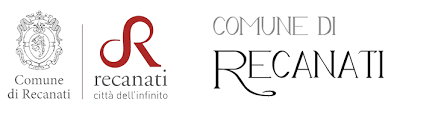 Comune
di Recanati
recanati
città dell'infinito
COMUNE DI
RECANATI